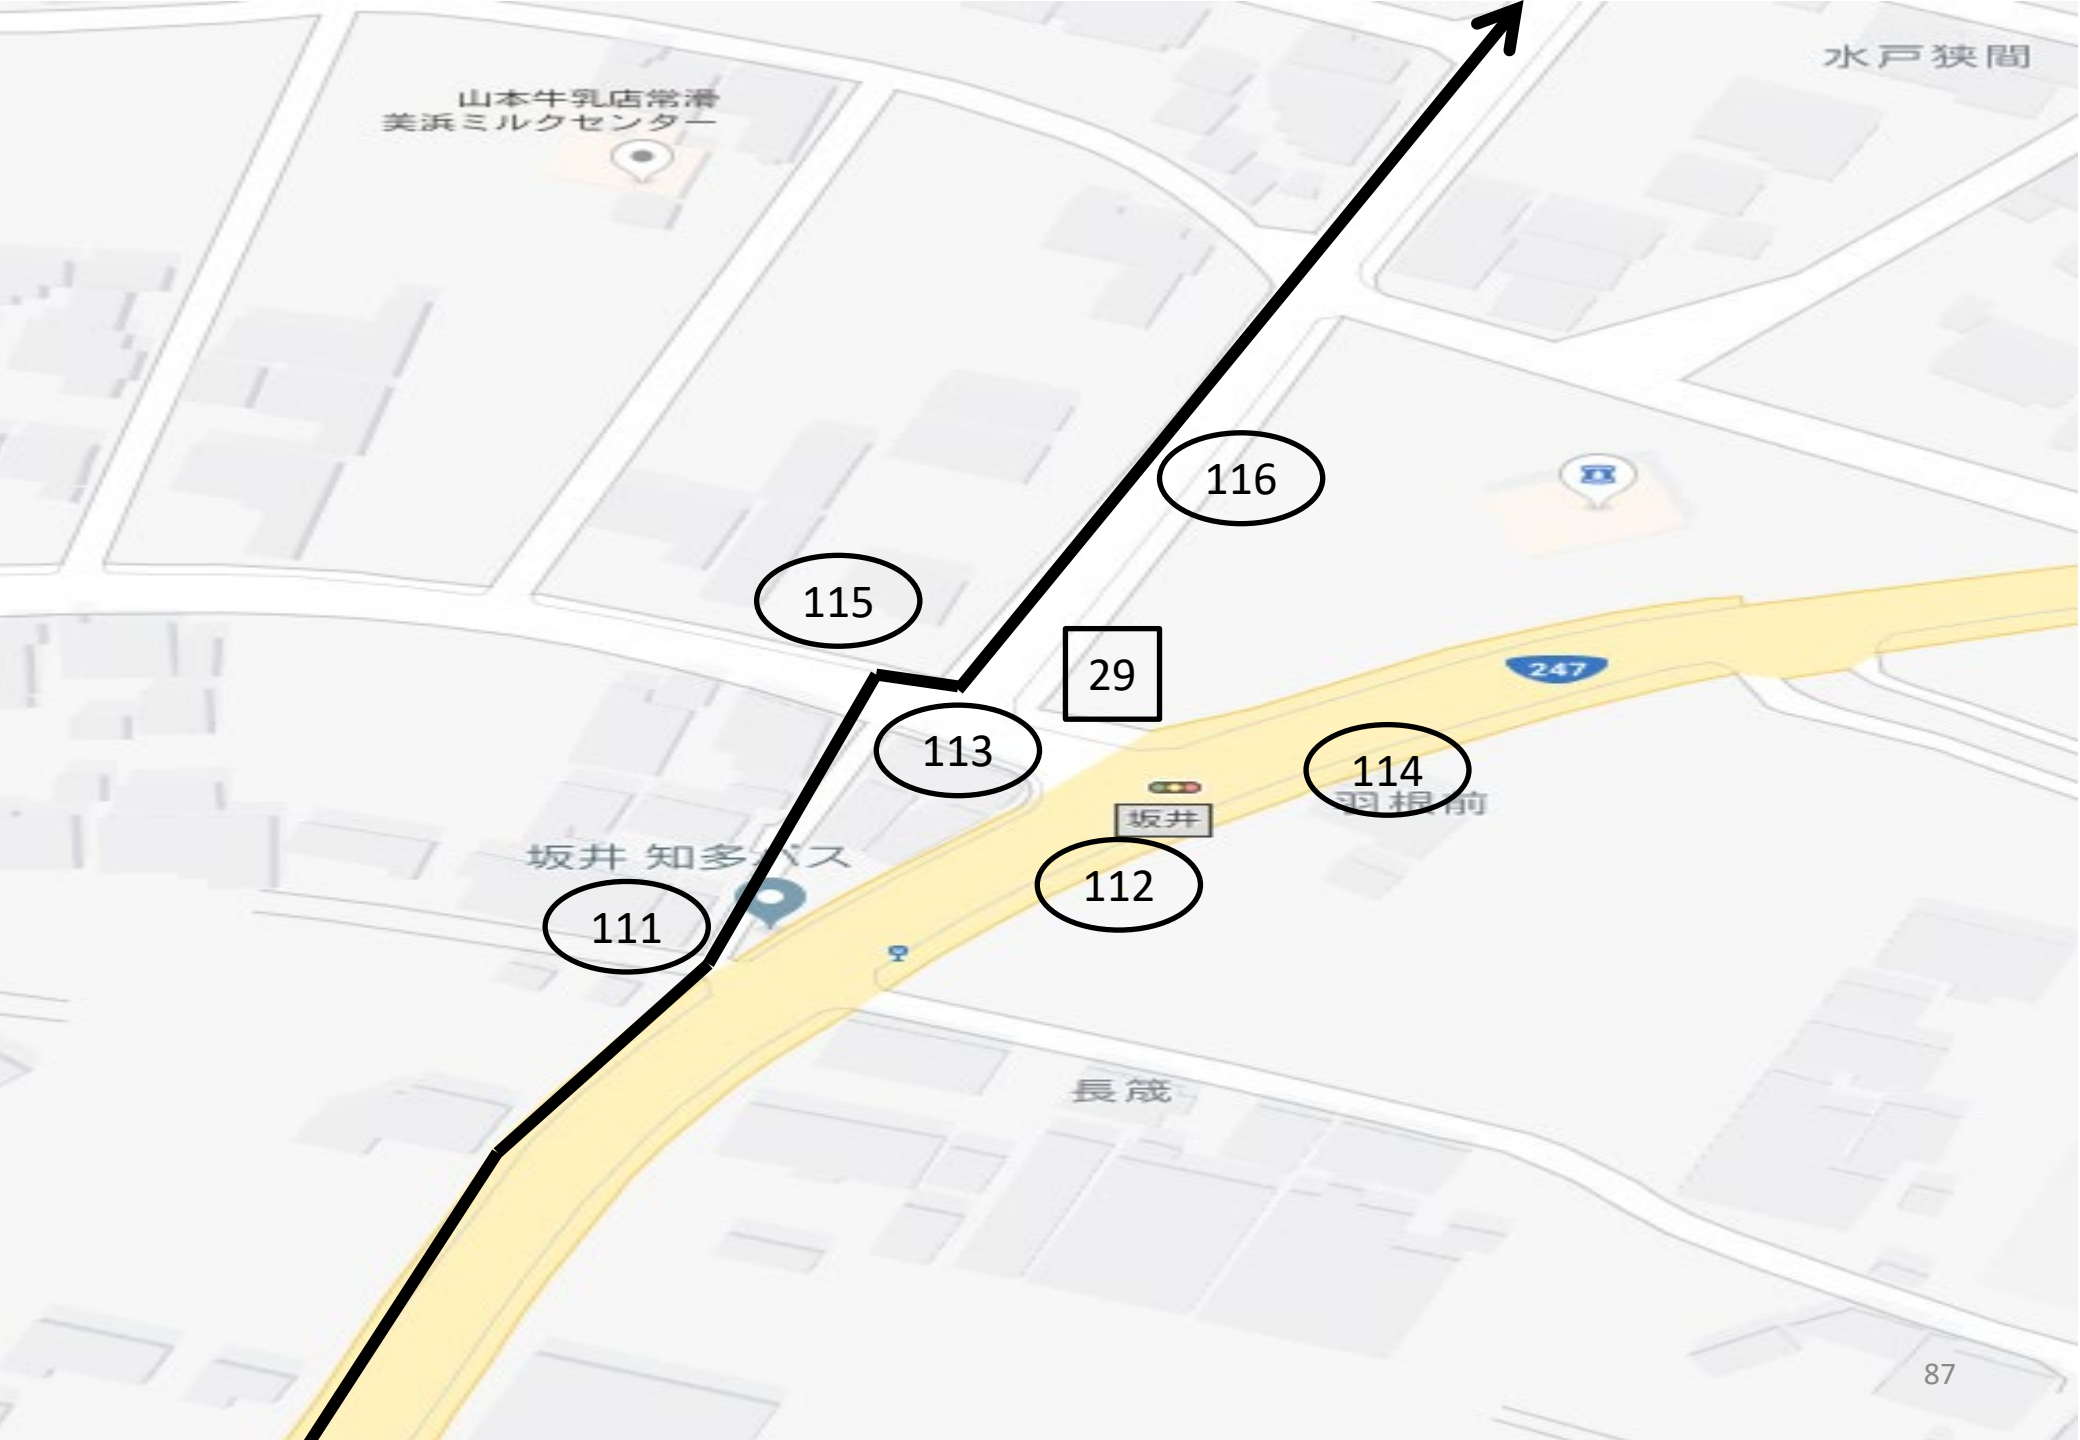 水戸狭間
山本牛乳店常滑
美浜ミルクセンター
116
115
29
247
113
114
坂井
羽根前
坂井 知多バス
112
111
長筬
87